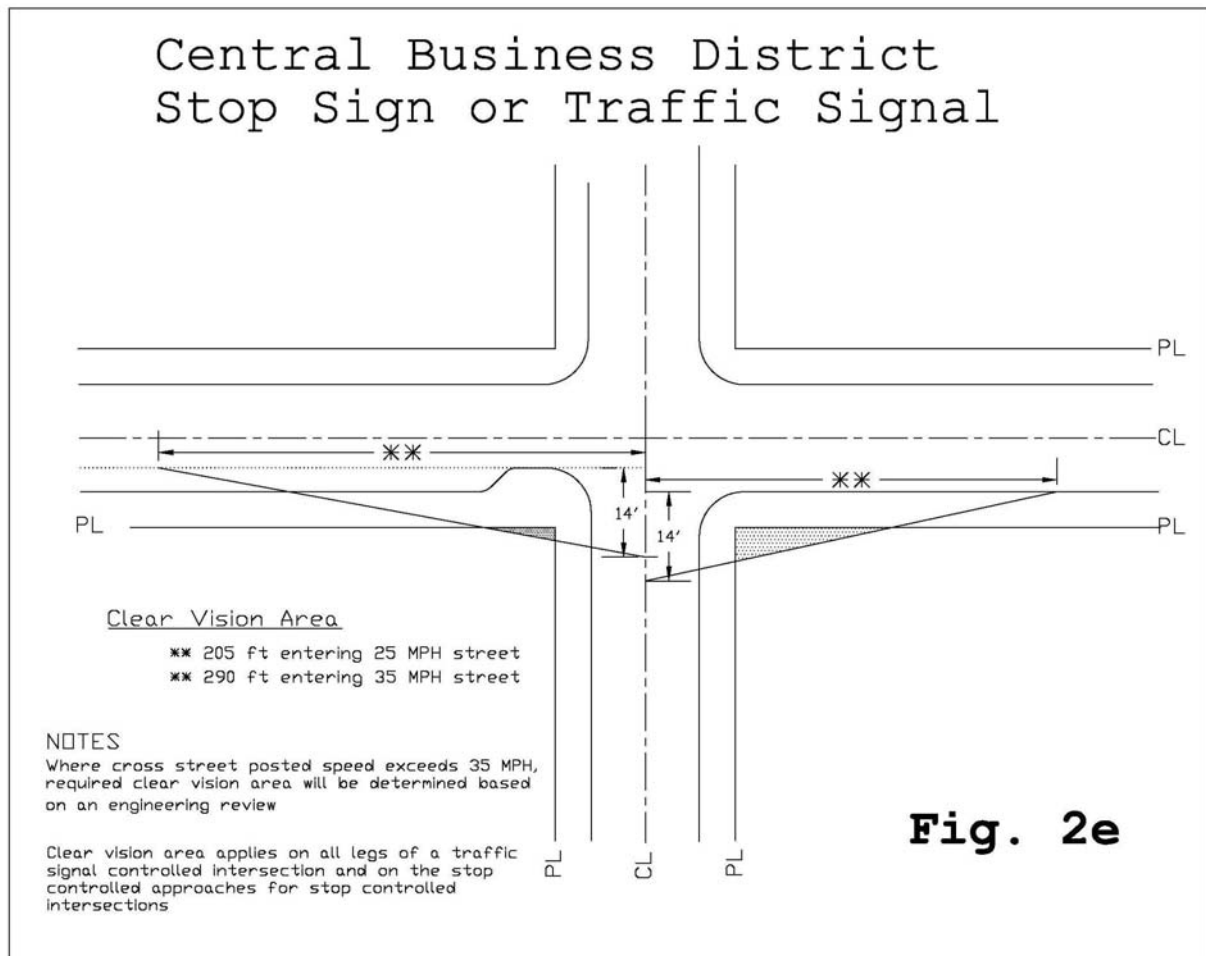 Central Business District
Stop Sign or Traffic Signal
PL
CL
**
**
14'
14'
PL
PL
Clear Vision Area
** 205 ft entering 25 MPH street
** 290 ft entering 35 MPH street
NOTES
Where cross street posted speed exceeds 35 MPH,
required clear vision area will be determined based
on an engineering review
Fig. 2e
Clear vision area applies on all legs of a traffic
signal controlled intersection and on the stop
controlled approaches for stop controlled
intersections
PL
CL
PL